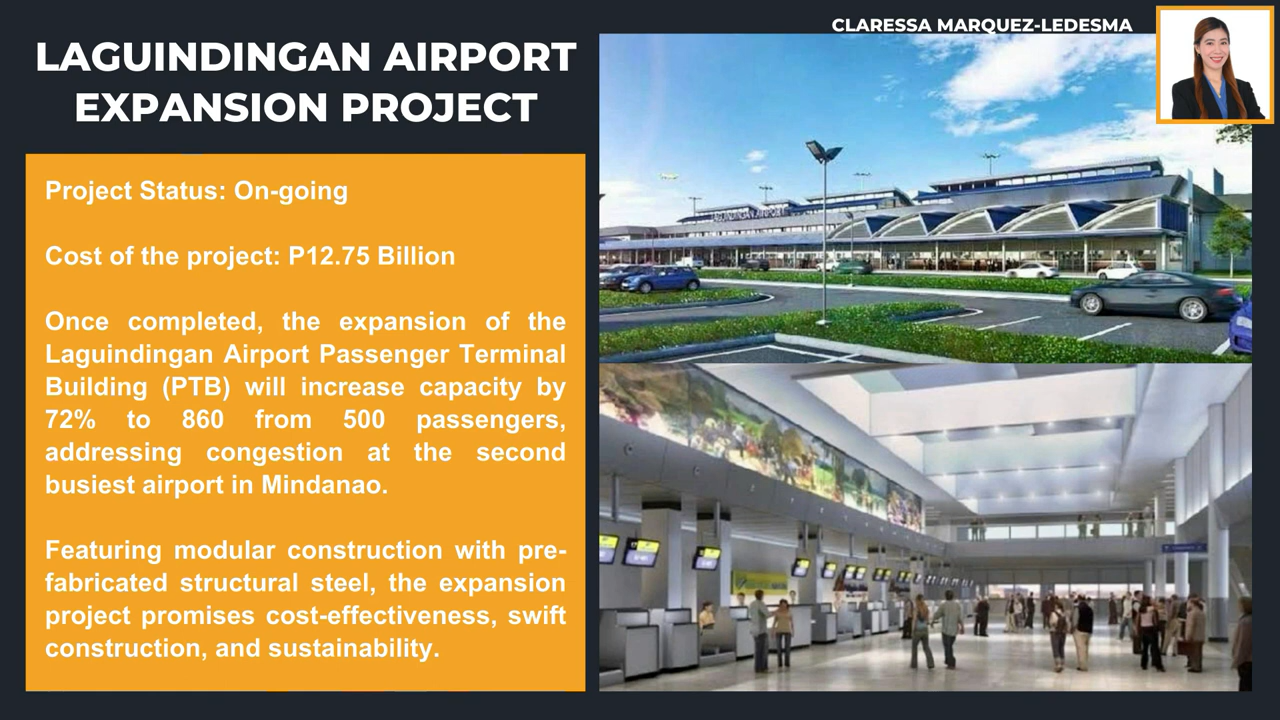 CLARESSA MARQUEZ-LEDESMA
LAGUINDINGAN AIRPORT
EXPANSION PROJECT
Project Status: On-going
Cost of the project: P12.75 Billion
Once completed, the expansion of the
Laguindingan Airport Passenger Terminal
Building (PTB) will increase capacity by
72% to 860 from 500 passengers,
addressing congestion at the second
busiest airport in Mindanao.
Featuring modular construction with pre-
fabricated structural steel, the expansion
project promises cost-effectiveness, swift
construction, and sustainability.
LAGUINDINGAN AIRPORT